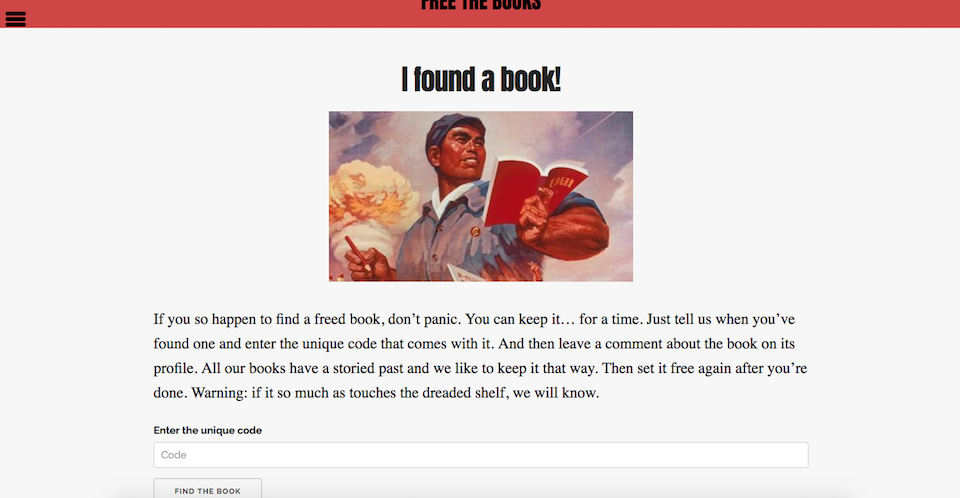 FREE THE BOOKS
I found a book!
If you so happen to find a freed book, don’t panic. You can keep it… for a time. Just tell us when you’ve
found one and enter the unique code that comes with it. And then leave a comment about the book on its
profile. All our books have a storied past and we like to keep it that way. Then set it free again after you’re
done. Warning: if it so much as touches the dreaded shelf, we will know.
Enter the unique code
Code
FIND THE BOOK